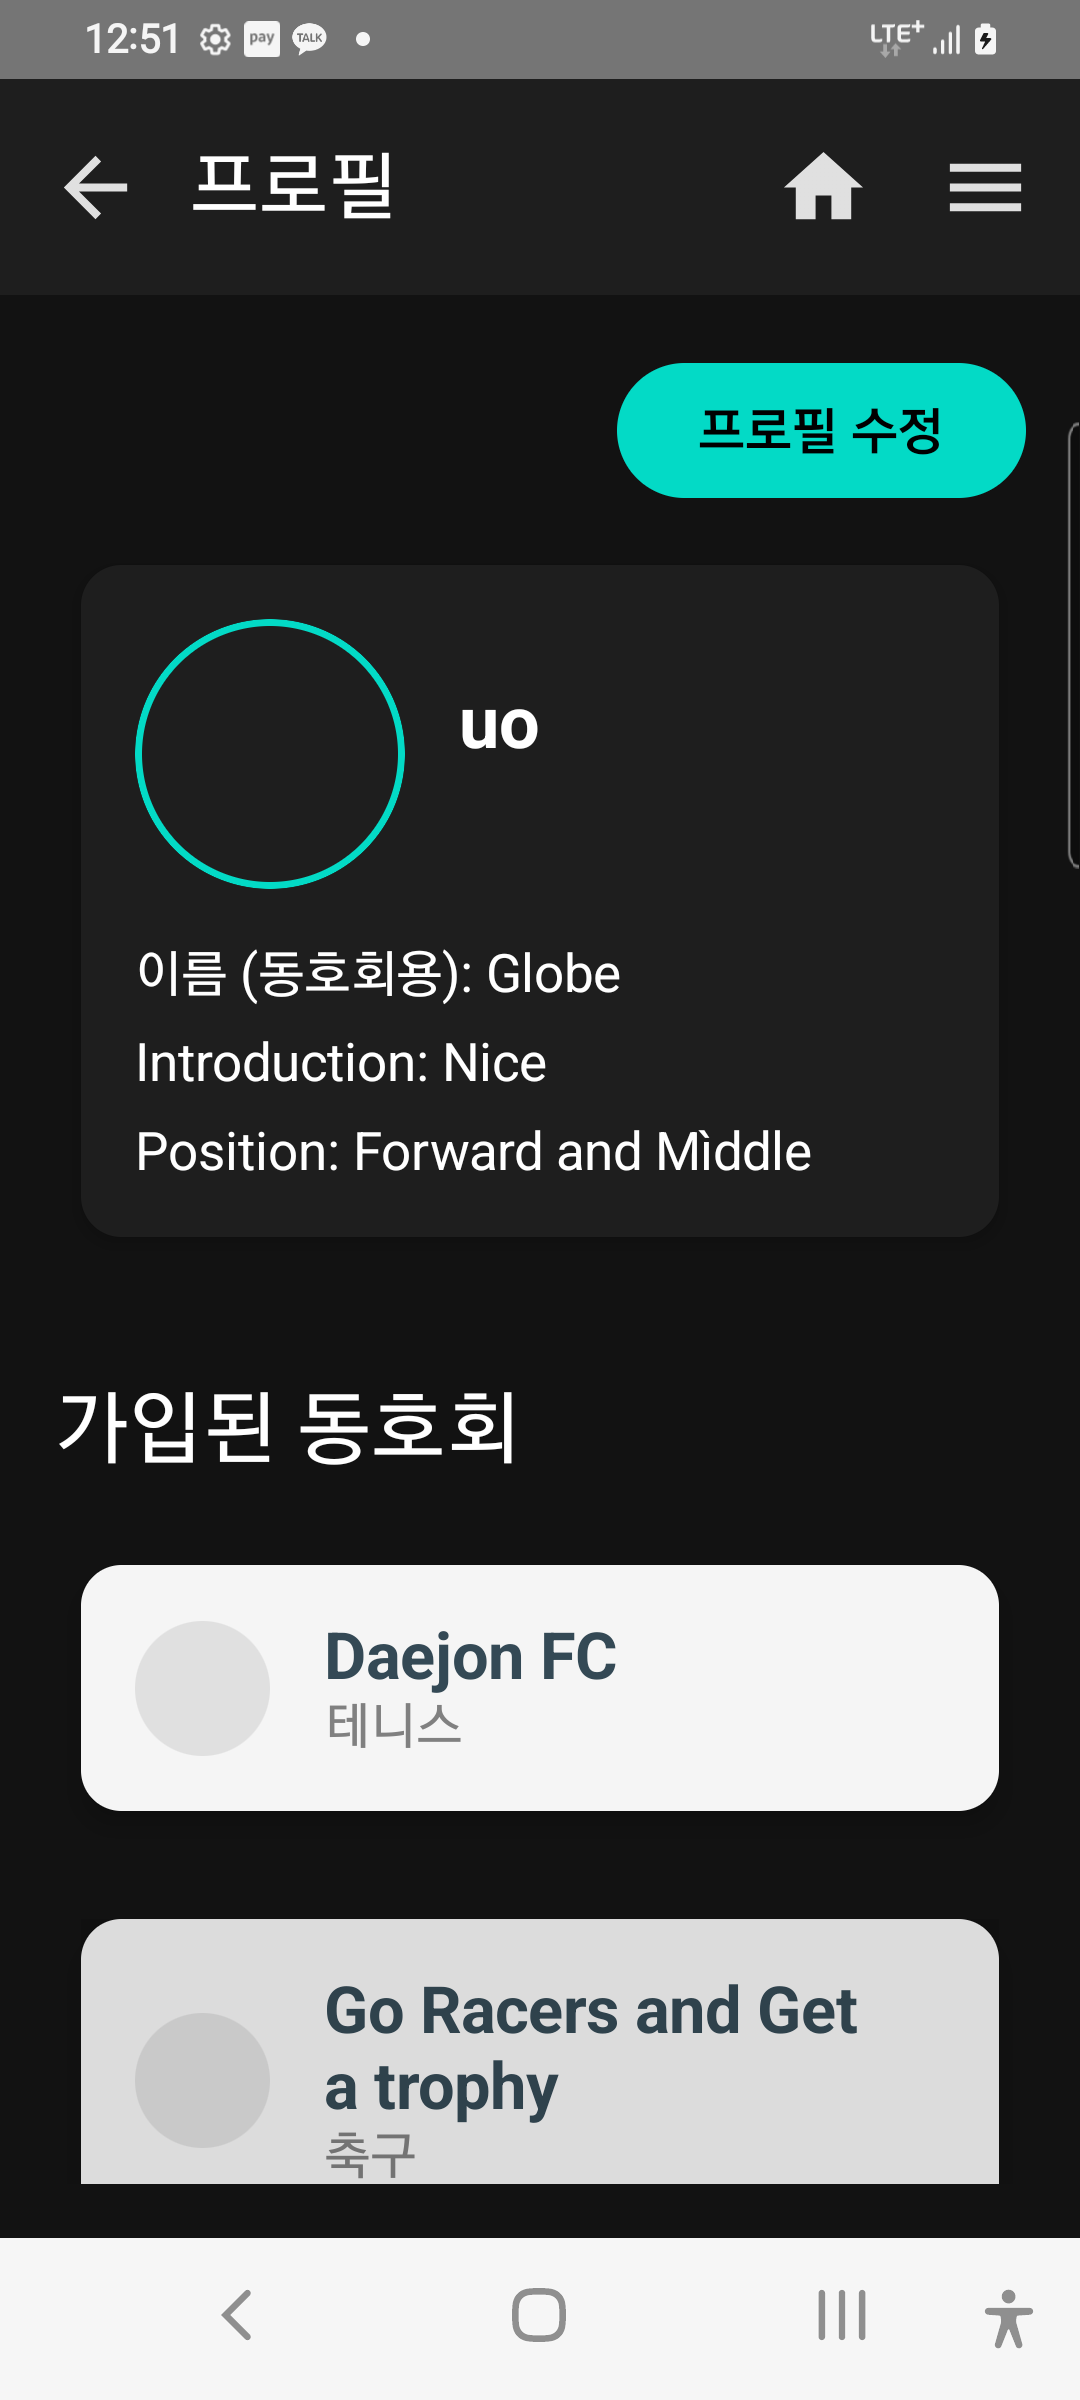 12:51 pay TALK LTE+
프로필
프로필 수정
uo
이름 (동호회용): Globe
Introduction: Nice
Position: Forward and Mìddle
가입된 동호회
Daejon FC
테니스
Go Racers and Get
a trophy
축구